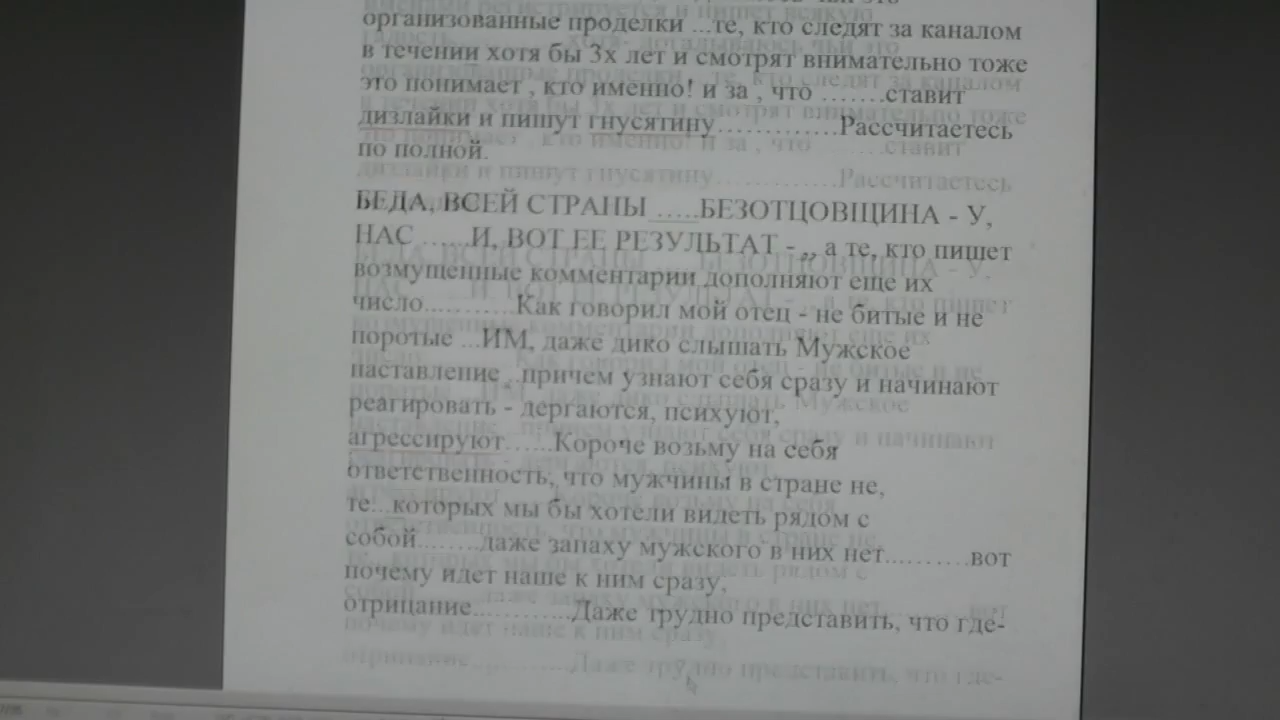 организованные проделки ...те, кто следят за каналом
в течении хотя бы 3х лет и смотрят внимательно тоже
это понимает , кто именно! и за , что …….ставит
дизлайки и пишут гнусятину…………Рассчитаетесь
по полной.
БЕДА, ВСЕЙ СТРАНЫ …..БЕЗОТЦОВЩИНА - У,
НАС ……И, ВОТ ЕЕ РЕЗУЛЬТАТ - ,, а те, кто пишет
возмущенные комментарии дополняют еще их
число………..Как говорил мой отец - не битые и не
поротые ...ИМ, даже дико слышать Мужское
наставление ..причем узнают себя сразу и начинают
реагировать - дергаются, психуют,
агрессируют……Короче возьму на себя
ответственность, что мужчины в стране не,
те...которых мы бы хотели видеть рядом с
собой……..даже запаху мужского в них нет………..вот
почему идет наше к ним сразу,
отрицание………….Даже трудно представить, что где-